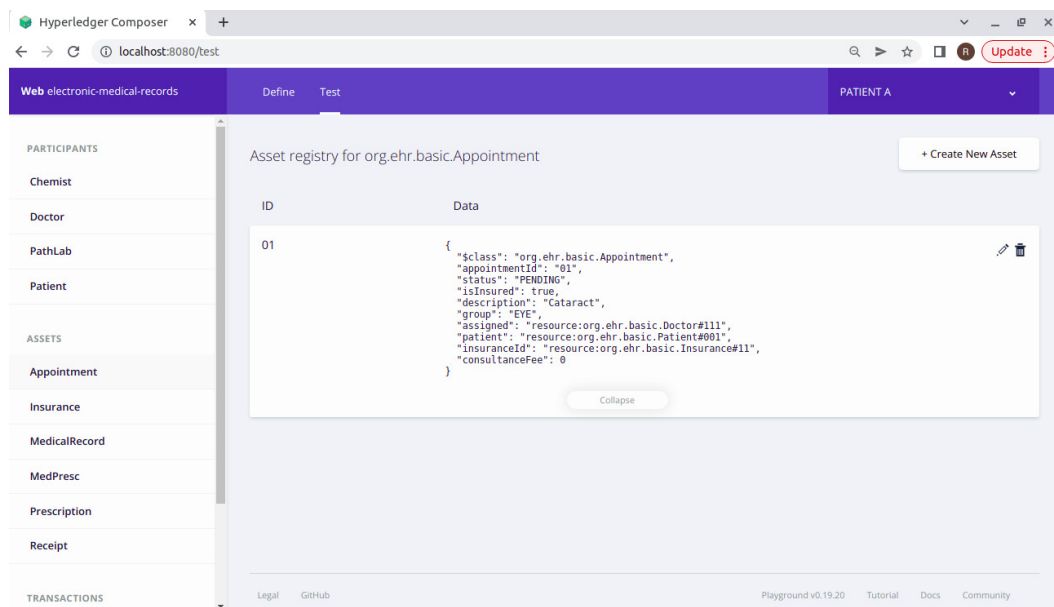 Hyperledger Composer
localhost:8080/test
R
Update
Web electronic-medical-records
Define
Test
PATIENT A
PARTICIPANTS
Chemist
Doctor
PathLab
Patient
ASSETS
Appointment
Insurance
MedicalRecord
MedPresc
Prescription
Receipt
TRANSACTIONS
Asset registry for org.ehr.basic.Appointment
+ Create New Asset
ID
Data
01
{
"$class": "org.ehr.basic.Appointment",
"appointmentId": "01",
"status": "PENDING",
"isInsured": true,
"description": "Cataract",
"group": "EYE",
"assigned": "resource:org.ehr.basic.Doctor#111",
"patient": "resource:org.ehr.basic.Patient#001",
"insuranceId": "resource:org.ehr.basic.Insurance#11",
"consultanceFee": 0
}
Collapse
Legal
GitHub
Playground v0.19.20
Tutorial
Docs
Community